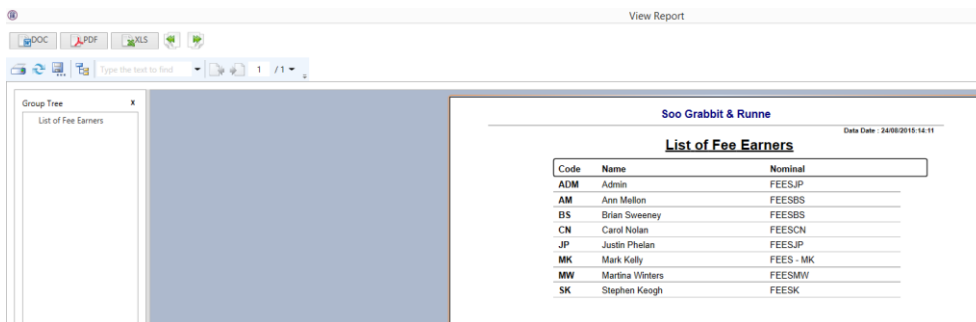 View Report
DOC PDF XLS
Type the text to find 1 /1
Group Tree x
List of Fee Earners
Soo Grabbit & Runne
Data Date : 24/08/2015:14:11
List of Fee Earners
Code Name Nominal
ADM Admin FEESJP
AM Ann Mellon FEESBS
BS Brian Sweeney FEESBS
CN Carol Nolan FEESCN
JP Justin Phelan FEESJP
MK Mark Kelly FEES - MK
MW Martina Winters FEESMW
SK Stephen Keogh FEESK